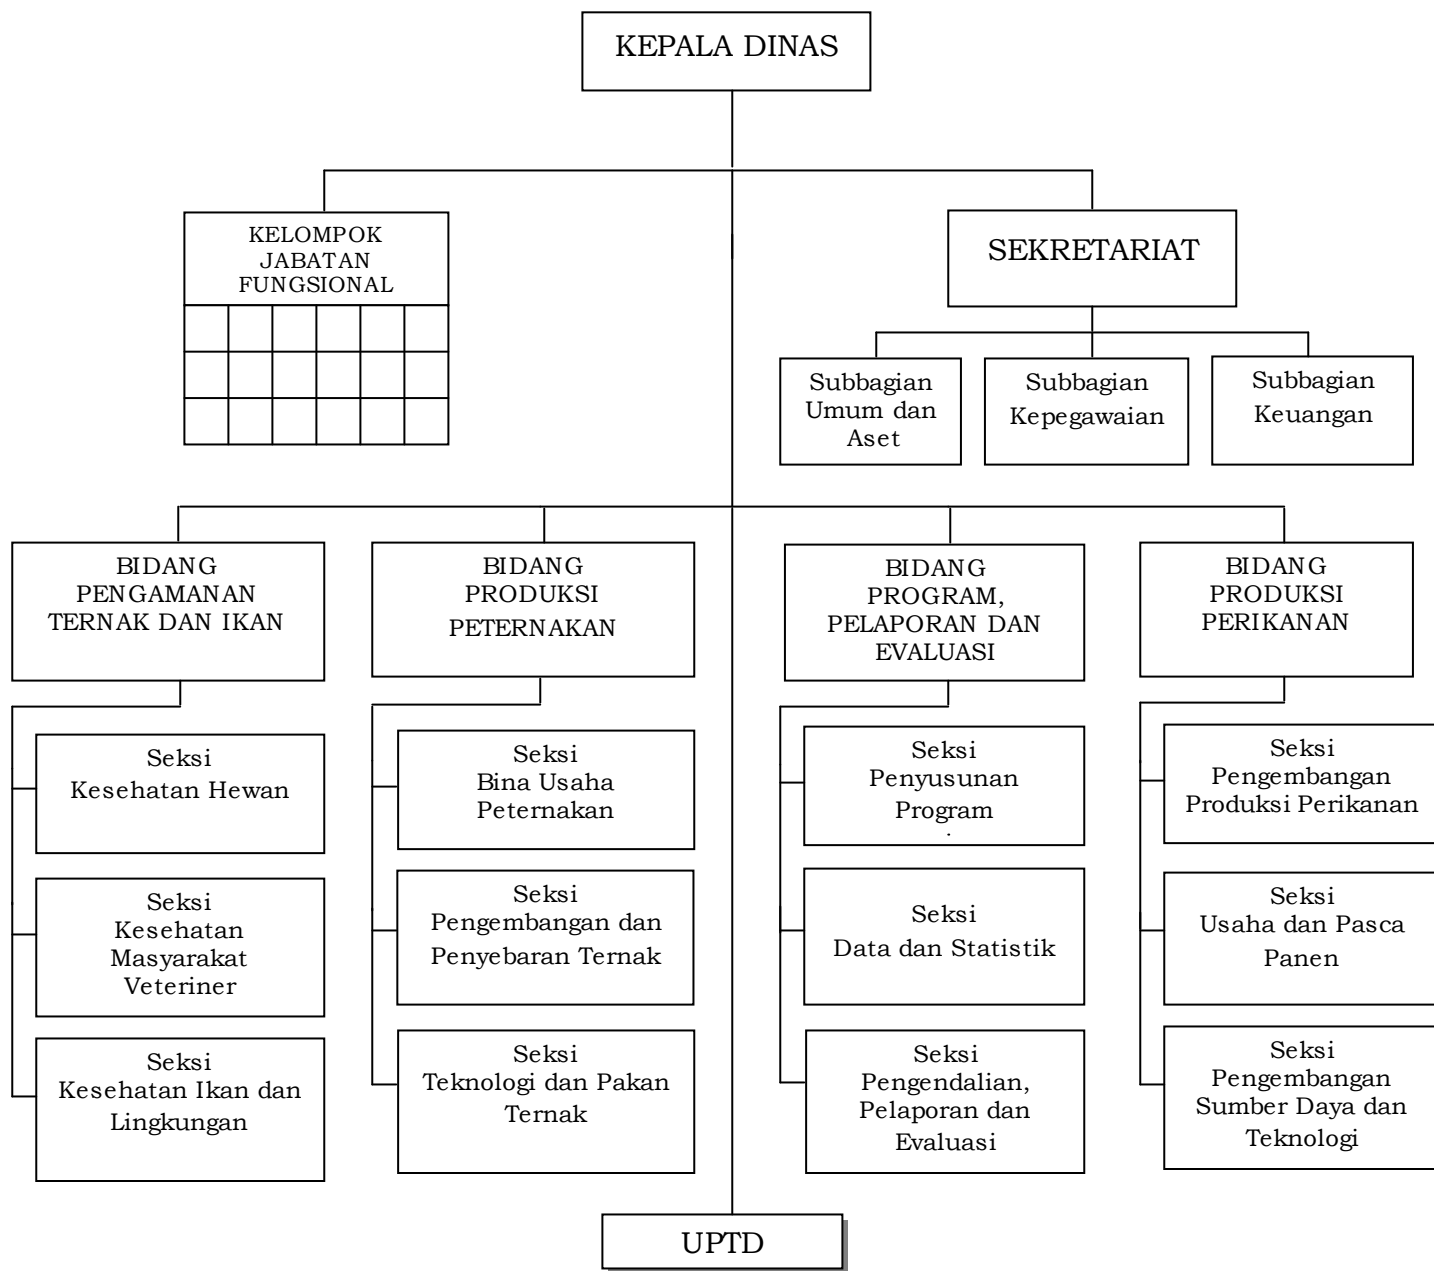 KEPALA DINAS
KELOMPOK
JABATAN
FUNGSIONAL
SEKRETARIAT
Subbagian
Umum dan
Aset
Subbagian
Kepegawaian
Subbagian
Keuangan
BIDANG
PENGAMANAN
TERNAK DAN IKAN
BIDANG
PRODUKSI
PETERNAKAN
BIDANG
PROGRAM,
PELAPORAN DAN
EVALUASI
BIDANG
PRODUKSI
PERIKANAN
Seksi
Kesehatan Hewan
Seksi
Kesehatan
Masyarakat
Veteriner
Seksi
Kesehatan Ikan dan
Lingkungan
Seksi
Bina Usaha
Peternakan
Seksi
Pengembangan dan
Penyebaran Ternak
Seksi
Teknologi dan Pakan
Ternak
Seksi
Penyusunan
Program
.
Seksi
Data dan Statistik
Seksi
Pengendalian,
Pelaporan dan
Evaluasi
Seksi
Pengembangan
Produksi Perikanan
Seksi
Usaha dan Pasca
Panen
Seksi
Pengembangan
Sumber Daya dan
Teknologi
UPTD